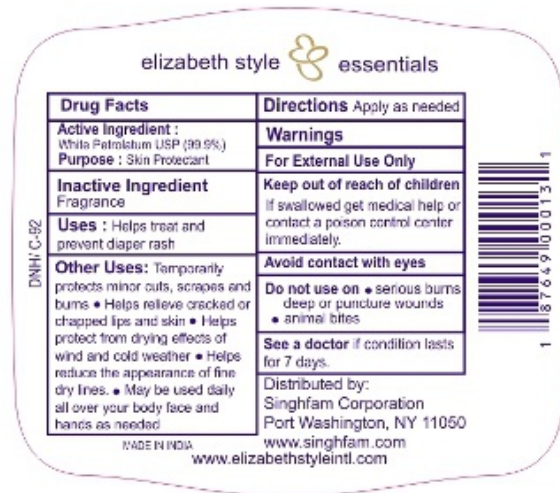 elizabeth style essentials
Drug Facts
Active Ingredient :
White Petrolatum USP (99.9%)
Purpose : Skin Protectant
Inactive Ingredient
Fragrance
Uses : Helps treat and
prevent diaper rash
Other Uses: Temporarily
protects minor cuts, scrapes and
burns ● Helps relieve cracked or
chapped lips and skin ● Helps
protect from drying effects of
wind and cold weather ● Helps
reduce the appearance of fine
dry lines. ● May be used daily
all over your body face and
hands as needed
MADE IN INDIA
Directions Apply as needed
Warnings
For External Use Only
Keep out of reach of children
If swallowed get medical help or
contact a poison control center
immediately.
Avoid contact with eyes
Do not use on ● serious burns
deep or puncture wounds
● animal bites
See a doctor if condition lasts
for 7 days.
Distributed by:
Singhfam Corporation
Port Washington, NY 11050
www.singhfam.com
www.elizabethstyleintl.com
DNH/ C-92
1 87649 00013 1